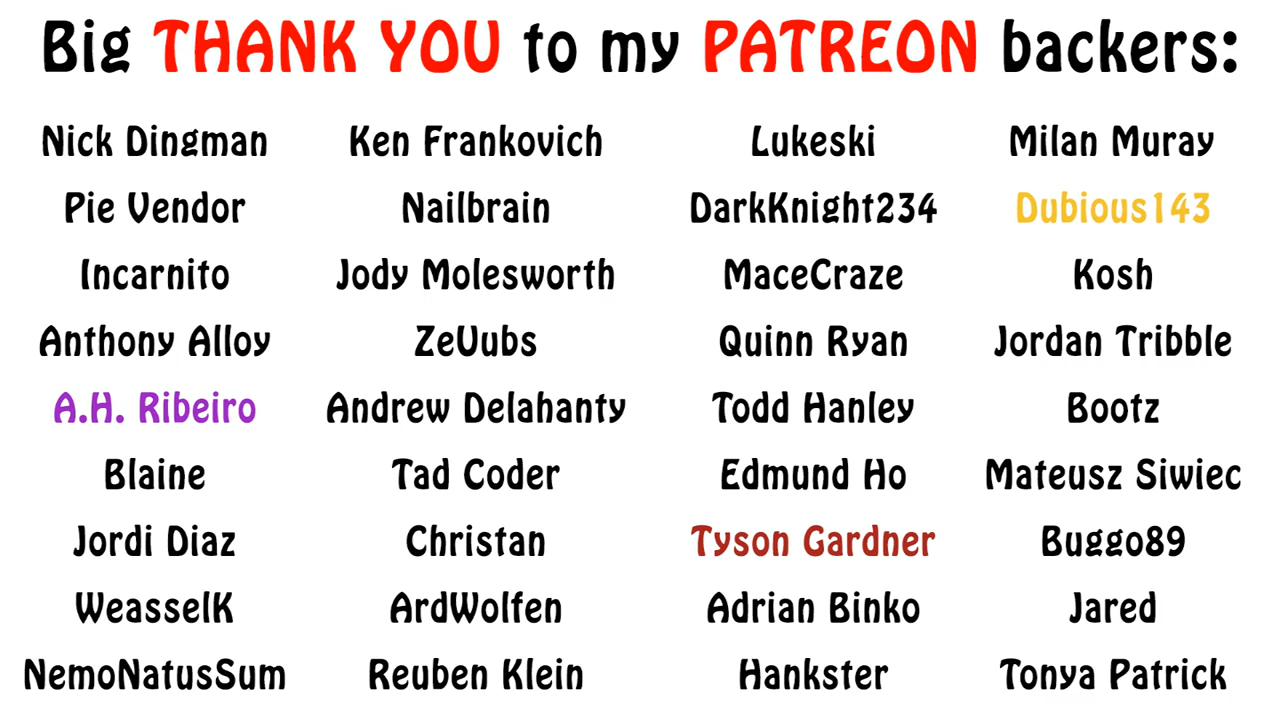 Big THANK YOU to my PATREON backers:
Nick Dingman Ken Frankovich Lukeski Milan Muray
Pie Vendor Nailbrain DarkKnight234 Dubious143
Incarnito Jody Molesworth MaceCraze Kosh
Anthony Alloy ZeVubs Quinn Ryan Jordan Tribble
A.H. Ribeiro Andrew Delahanty Todd Hanley Bootz
Blaine Tad Coder Edmund Ho Mateusz Siwiec
Jordi Diaz Christan Tyson Gardner Buggo89
WeasselK ArdWolfen Adrian Binko Jared
NemoNatusSum Reuben Klein Hankster Tonya Patrick